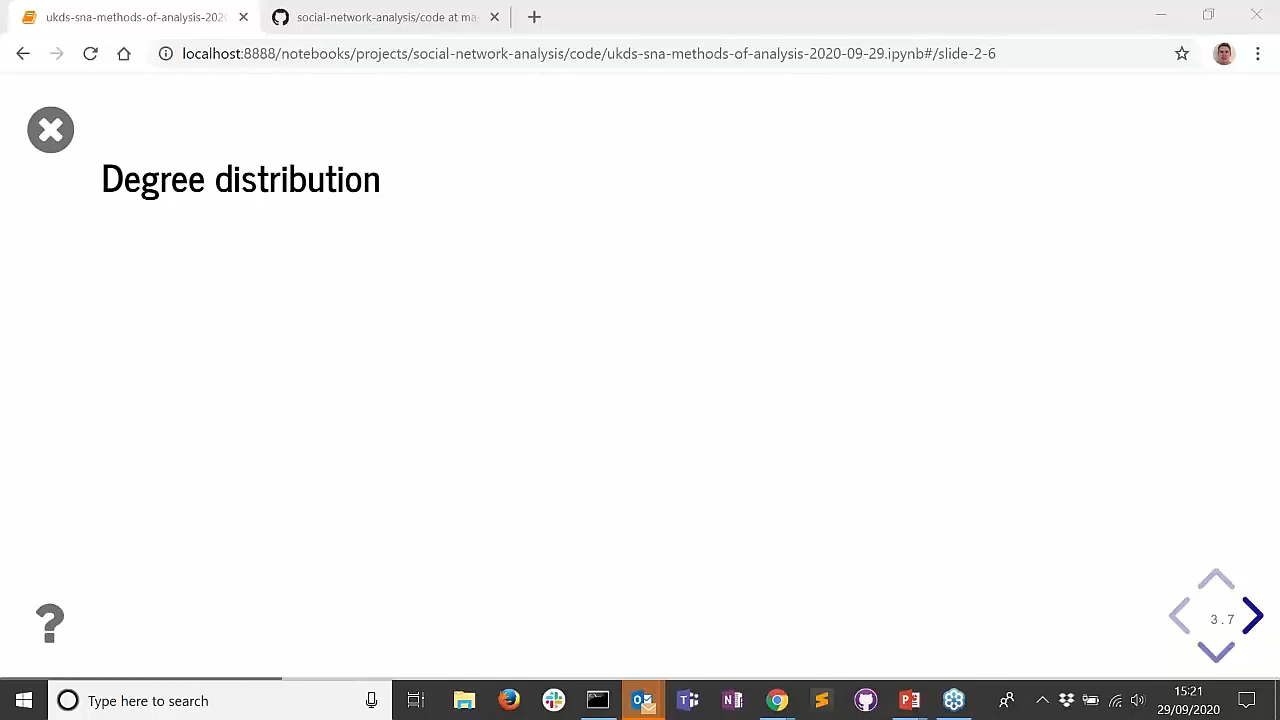 ukds-sna-methods-of-analysis-202
social-network-analysis/code at ma
localhost:8888/notebooks/projects/social-network-analysis/code/ukds-sna-methods-of-analysis-2020-09-29.ipynb#/slide-2-6
Degree distribution
3.7
Type here to search
15:21
29/09/2020